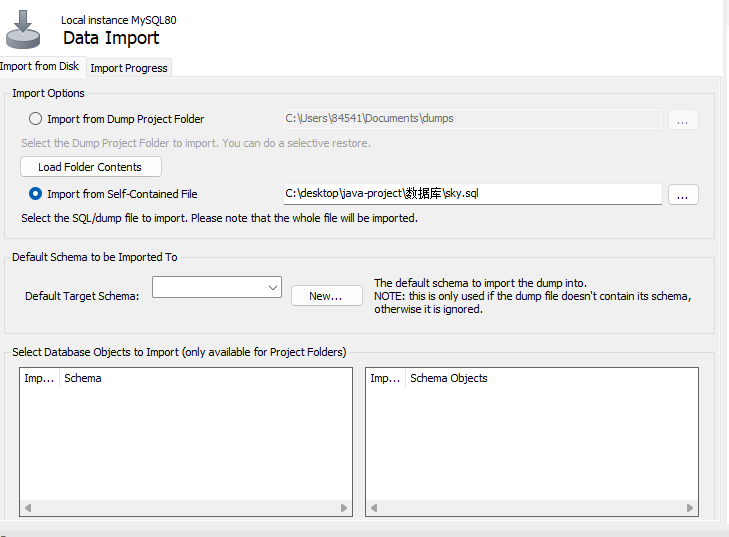 Local instance MySQL80
Data Import
Import from Disk
Import Progress
Import Options
Import from Dump Project Folder
C:\Users\84541\Documents\dumps
...
Select the Dump Project Folder to import. You can do a selective restore.
Load Folder Contents
Import from Self-Contained File
C:\desktop\java-project\数据库\sky.sql
...
Select the SQL/dump file to import. Please note that the whole file will be imported.
Default Schema to be Imported To
Default Target Schema:
New...
The default schema to import the dump into.
NOTE: this is only used if the dump file doesn't contain its schema,
otherwise it is ignored.
Select Database Objects to Import (only available for Project Folders)
Imp... Schema
Imp... Schema Objects